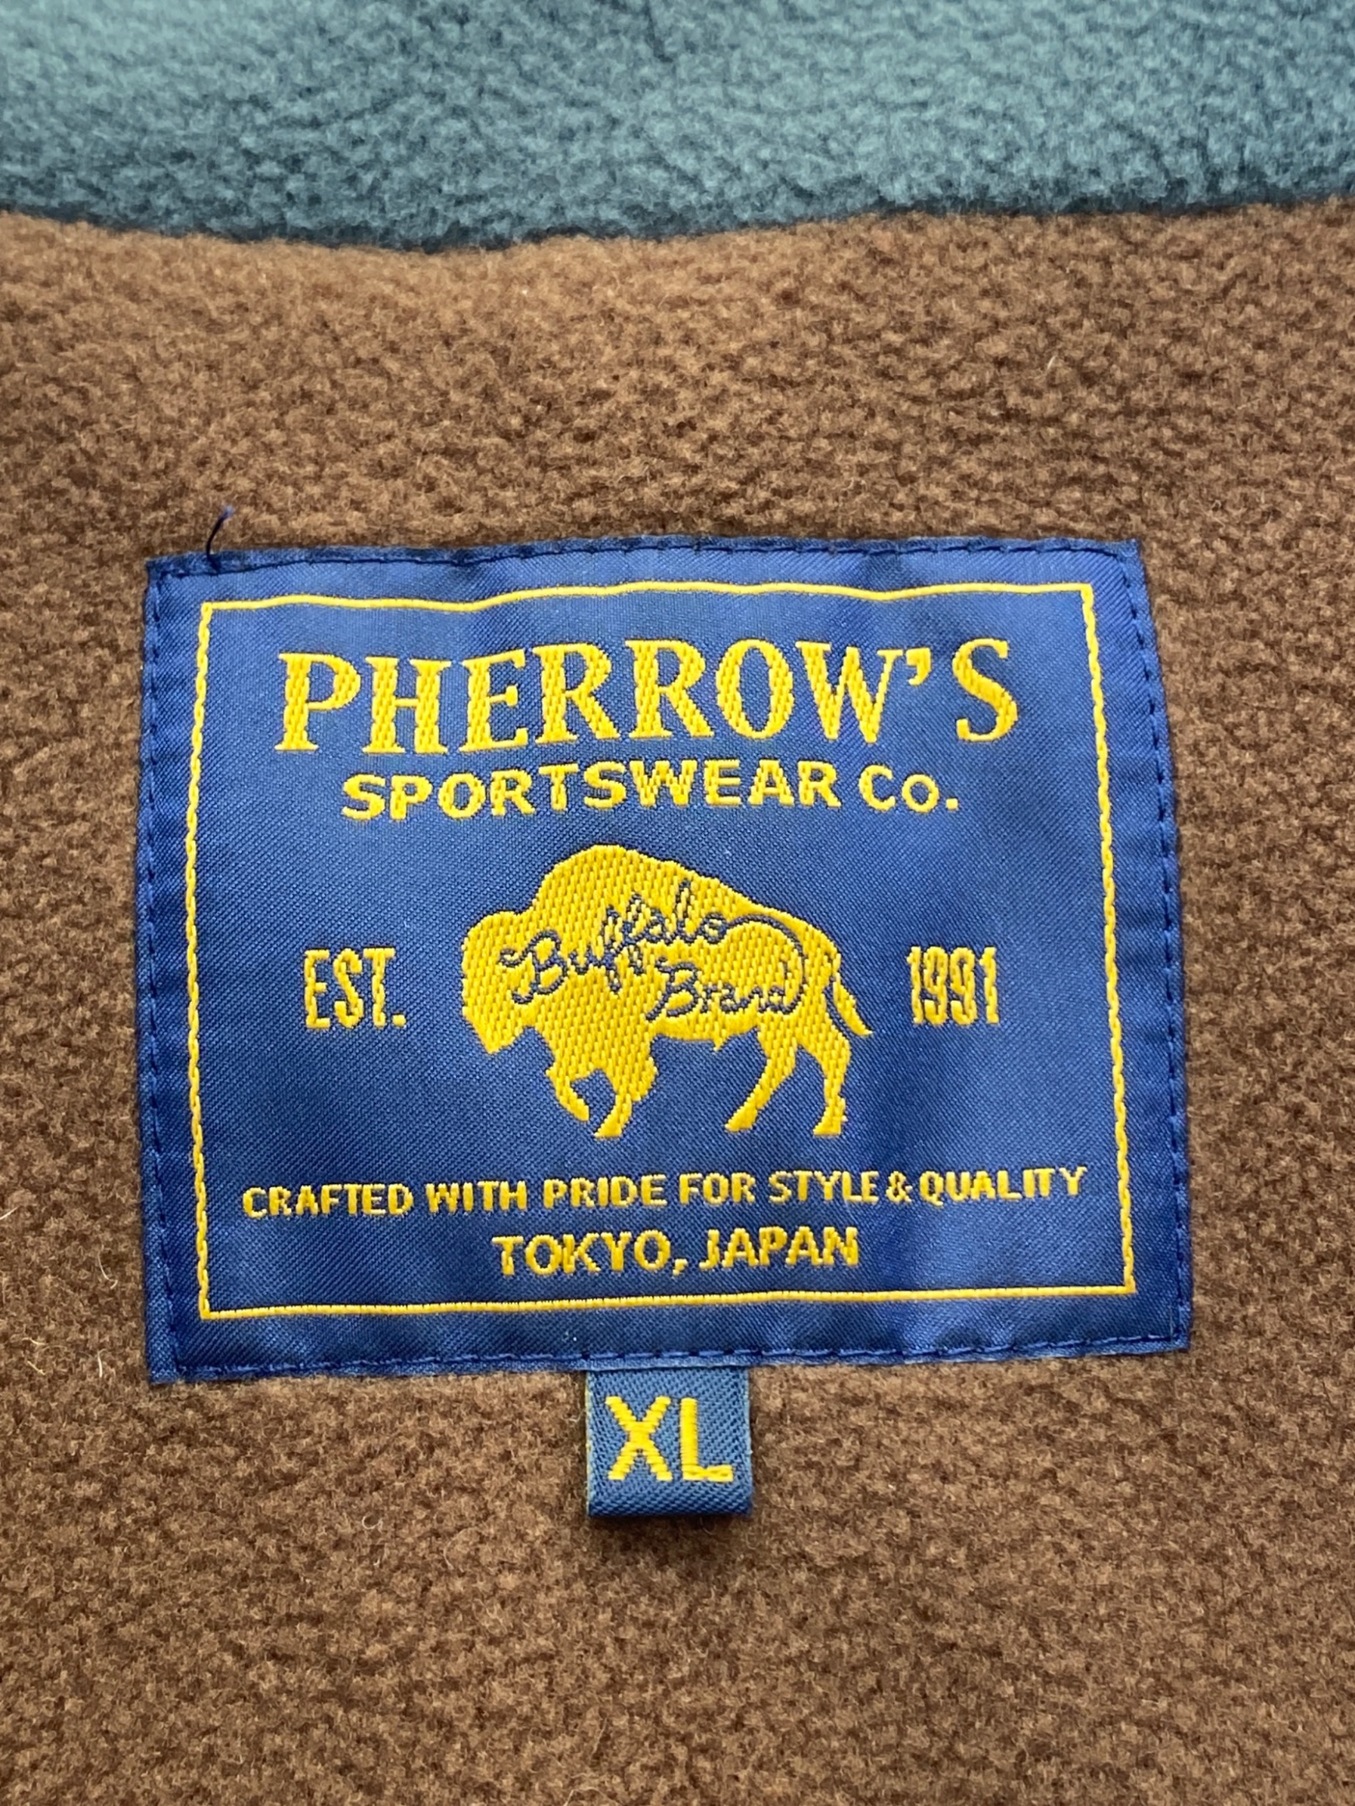 PHERROW'S
SPORTSWEAR Co.
Buffalo
Brand
EST. 1991
CRAFTED WITH PRIDE FOR STYLE & QUALITY
TOKYO, JAPAN
XL